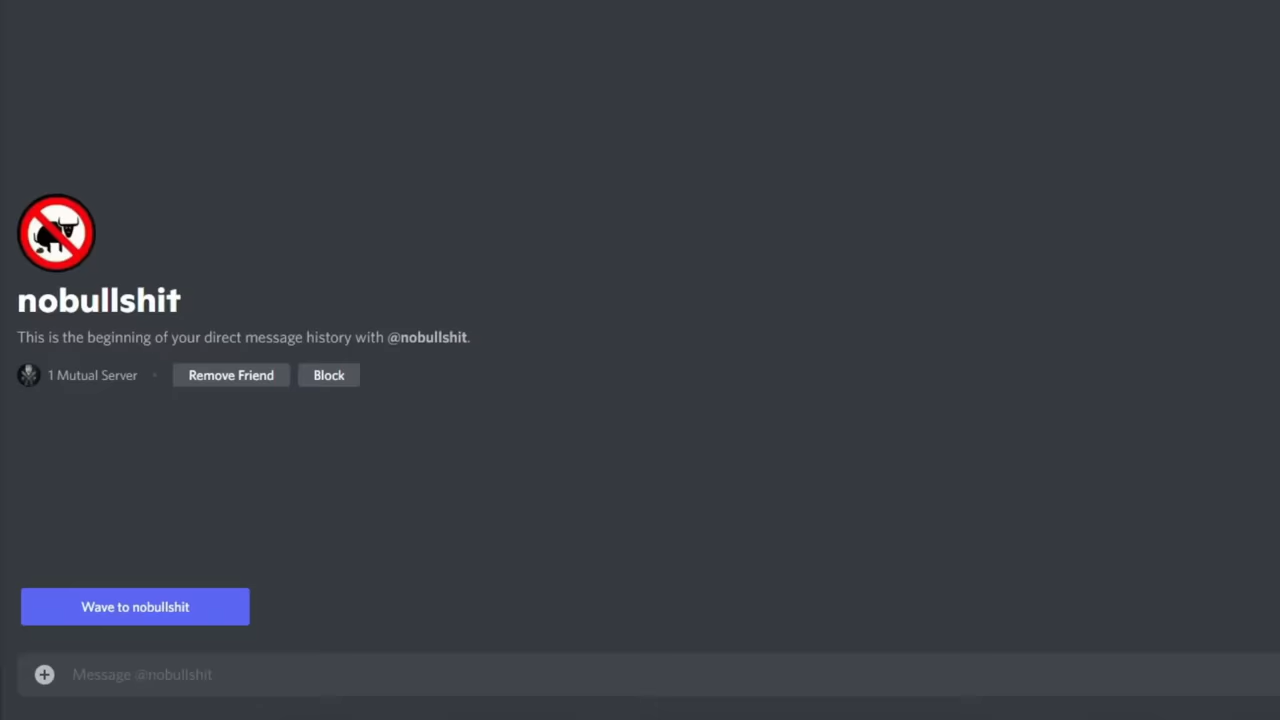 nobullshit
This is the beginning of your direct message history with @nobullshit.
1 Mutual Server • Remove Friend Block
Wave to nobullshit
Message @nobullshit